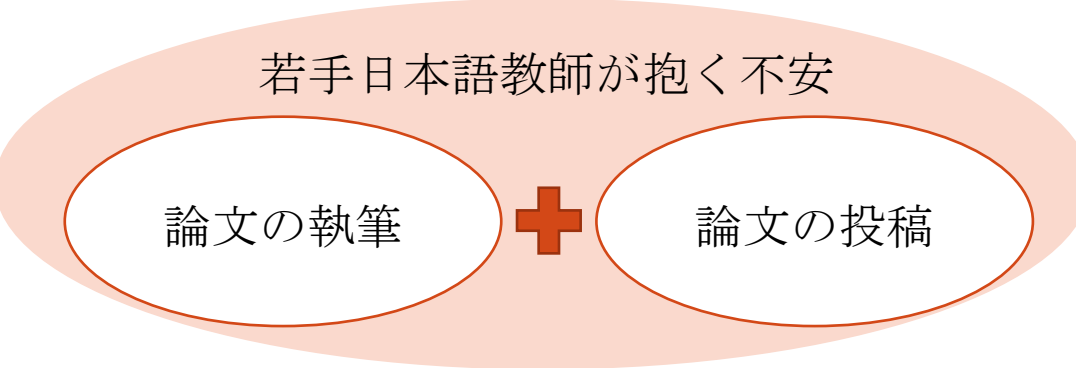 若手日本語教師が抱く不安
論文の執筆
論文の投稿